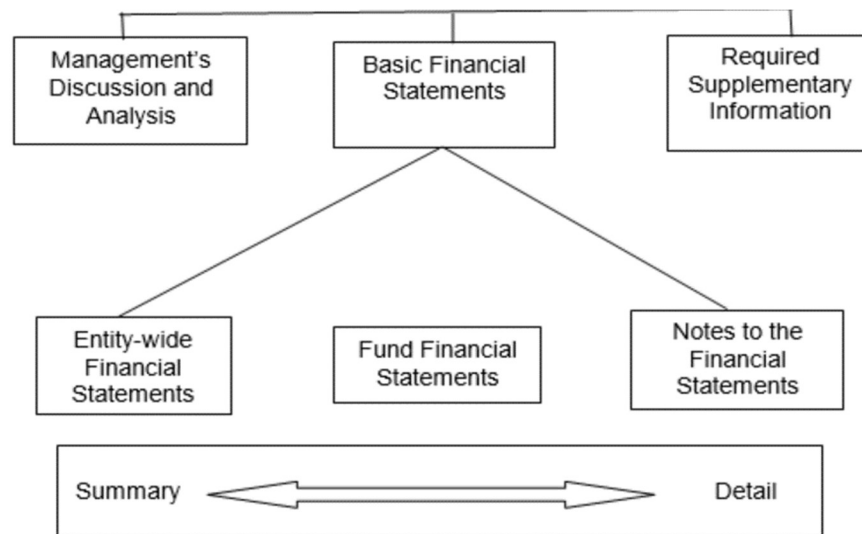 Management’s
Discussion and
Analysis
Basic Financial
Statements
Required
Supplementary
Information
Entity-wide
Financial
Statements
Fund Financial
Statements
Notes to the
Financial
Statements
Summary
Detail